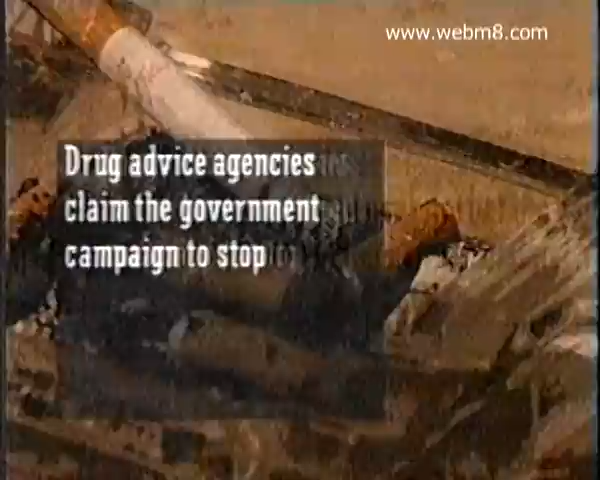 www.webm8.com
Drug advice agencies
claim the government
campaign to stop